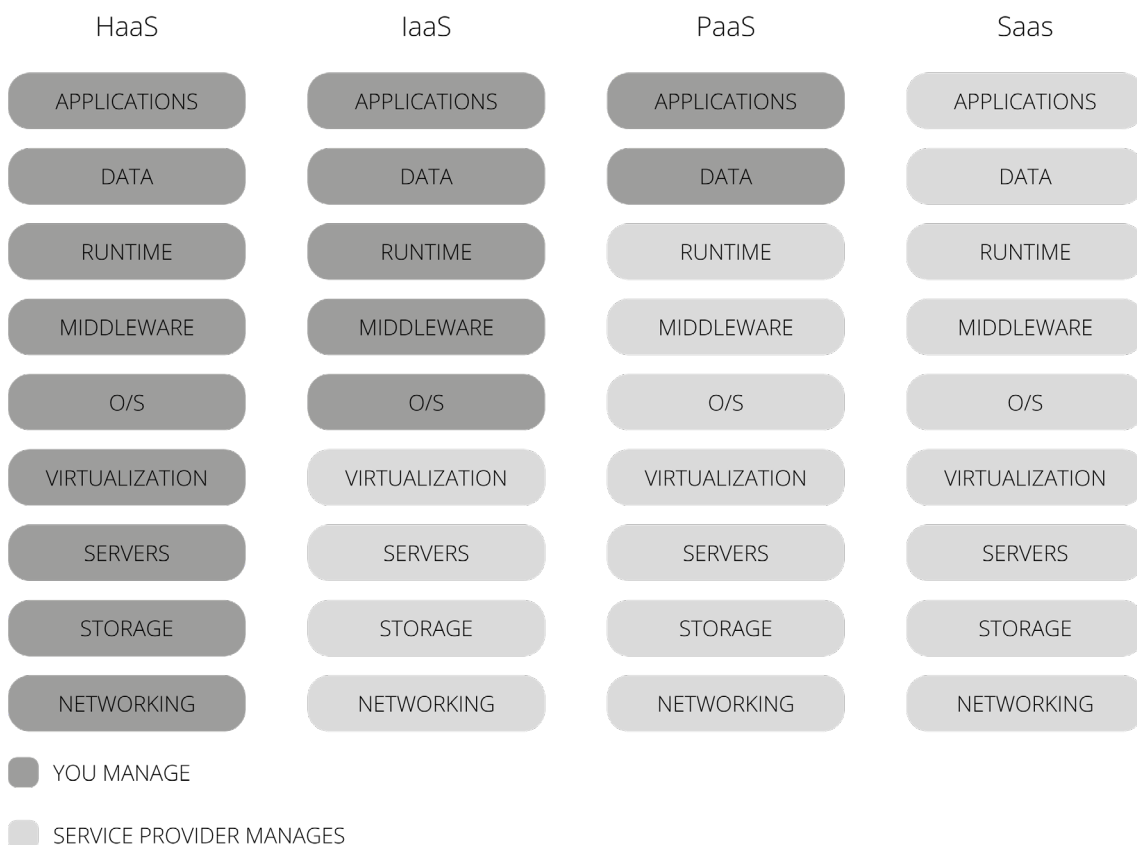 HaaS IaaS PaaS Saas
APPLICATIONS APPLICATIONS APPLICATIONS APPLICATIONS
DATA DATA DATA DATA
RUNTIME RUNTIME RUNTIME RUNTIME
MIDDLEWARE MIDDLEWARE MIDDLEWARE MIDDLEWARE
O/S O/S O/S O/S
VIRTUALIZATION VIRTUALIZATION VIRTUALIZATION VIRTUALIZATION
SERVERS SERVERS SERVERS SERVERS
STORAGE STORAGE STORAGE STORAGE
NETWORKING NETWORKING NETWORKING NETWORKING
YOU MANAGE
SERVICE PROVIDER MANAGES